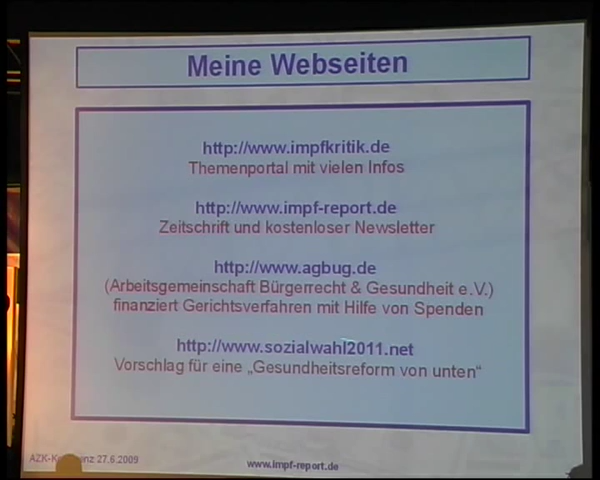 Meine Webseiten
http://www.impfkritik.de
Themenportal mit vielen Infos
http://www.impf-report.de
Zeitschrift und kostenloser Newsletter
http://www.agbug.de
(Arbeitsgemeinschaft Bürgerrecht & Gesundheit e.V.)
finanziert Gerichtsverfahren mit Hilfe von Spenden
http://www.sozialwahl2011.net
Vorschlag für eine „Gesundheitsreform von unten“
27.6.2009
www.impf-report.de